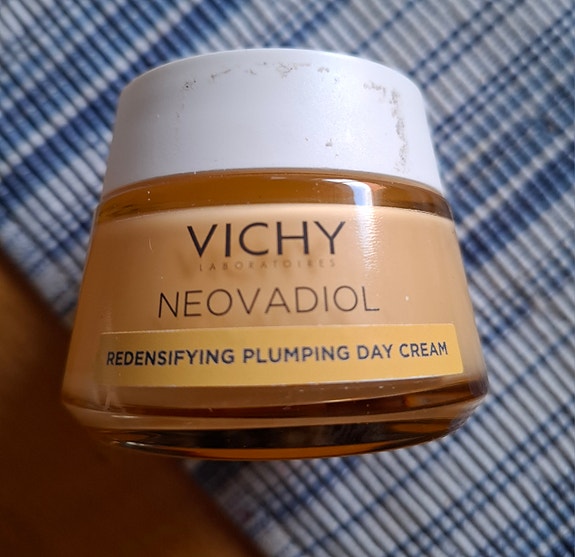 VICHY
LABORATOIRES
NEOVADIOL
REDENSIFYING PLUMPING DAY CREAM